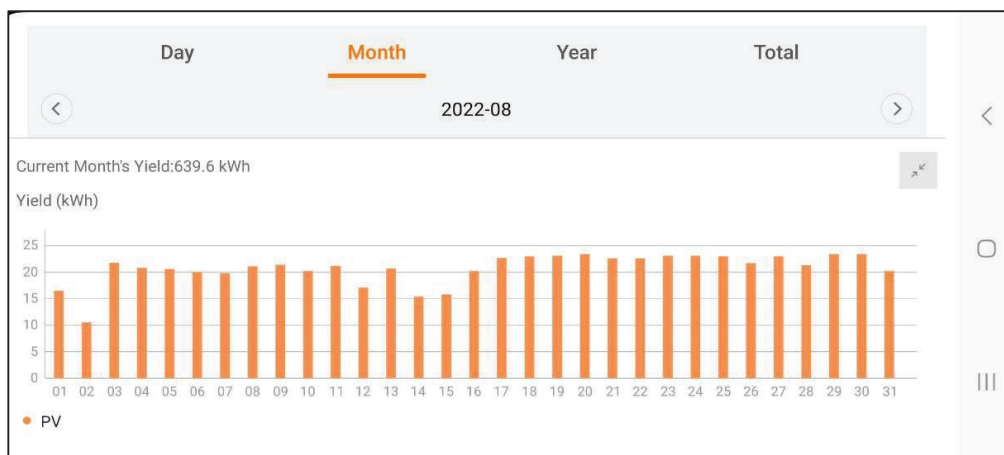 Day Month Year Total
2022-08
Current Month's Yield:639.6 kWh
Yield (kWh)
25
20
15
10
5
0
01 02 03 04 05 06 07 08 09 10 11 12 13 14 15 16 17 18 19 20 21 22 23 24 25 26 27 28 29 30 31
PV